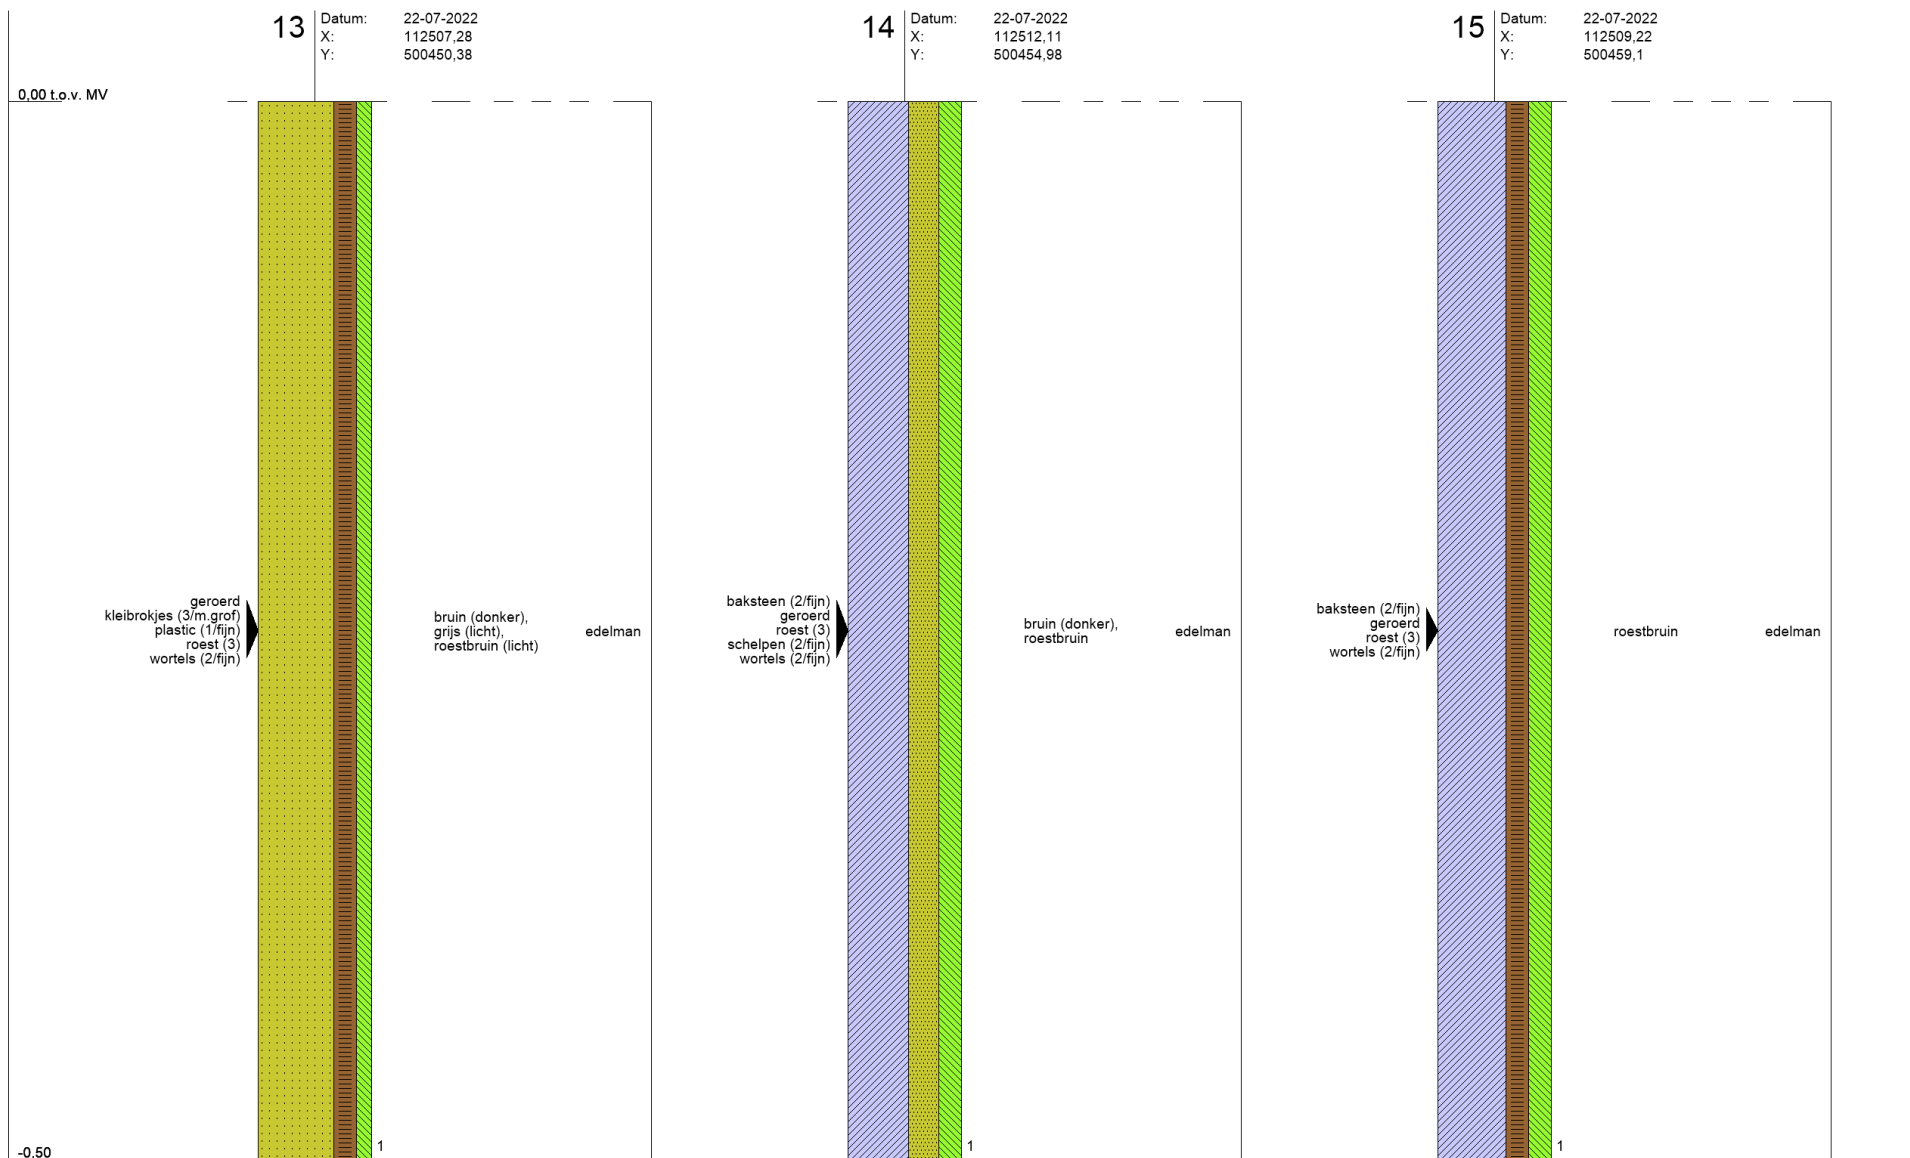 13
Datum: 22-07-2022
X: 112507,28
Y: 500450,38
14
Datum: 22-07-2022
X: 112512,11
Y: 500454,98
15
Datum: 22-07-2022
X: 112509,22
Y: 500459,1
0,00 t.o.v. MV
geroerd
kleibrokjes (3/m.grof)
plastic (1/fijn)
roest (3)
wortels (2/fijn)
bruin (donker),
grijs (licht),
roestbruin (licht)
edelman
baksteen (2/fijn)
geroerd
roest (3)
schelpen (2/fijn)
wortels (2/fijn)
bruin (donker),
roestbruin
edelman
baksteen (2/fijn)
geroerd
roest (3)
wortels (2/fijn)
roestbruin
edelman
1
1
1
-0.50